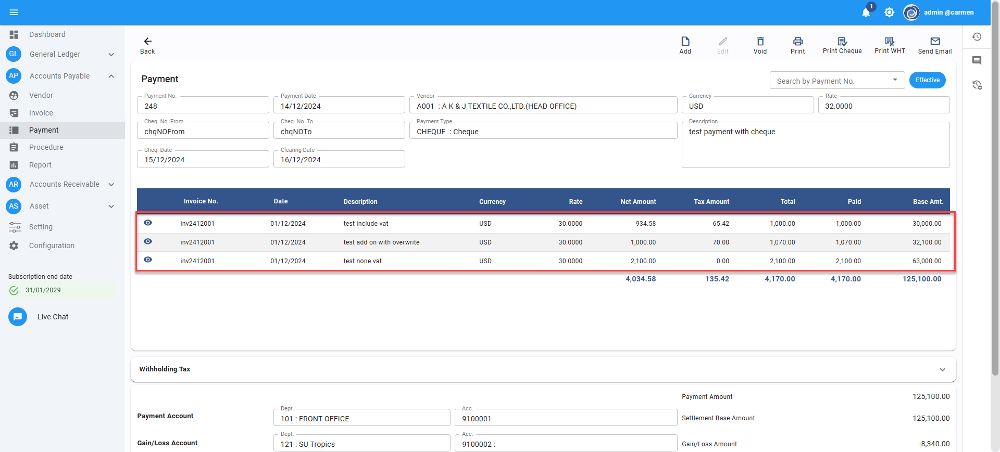 1
admin @carmen
Dashboard
GL General Ledger
AP Accounts Payable
Vendor
Invoice
Payment
Procedure
Report
AR Accounts Receivable
AS Asset
Setting
Configuration
Subscription end date
31/01/2029
Live Chat
Back
Add
Edit
Void
Print
Print Cheque
Print WHT
Send Email
Payment
Search by Payment No.
Effective
Payment No.
248
Payment Date
14/12/2024
Vendor
A001 : A K & J TEXTILE CO.,LTD.(HEAD OFFICE)
Currency
USD
Rate
32.0000
Cheq. No. From
chqNOFrom
Cheq. No. To
chqNOTo
Payment Type
CHEQUE : Cheque
Description
test payment with cheque
Cheq. Date
15/12/2024
Clearing Date
16/12/2024
Invoice No. Date Description Currency Rate Net Amount Tax Amount Total Paid Base Amt.
inv2412001 01/12/2024 test include vat USD 30.0000 934.58 65.42 1,000.00 1,000.00 30,000.00
inv2412001 01/12/2024 test add on with overwrite USD 30.0000 1,000.00 70.00 1,070.00 1,070.00 32,100.00
inv2412001 01/12/2024 test none vat USD 30.0000 2,100.00 0.00 2,100.00 2,100.00 63,000.00
4,034.58 135.42 4,170.00 4,170.00 125,100.00
Withholding Tax
Payment Account
Dept.
101 : FRONT OFFICE
Acc.
9100001
Gain/Loss Account
Dept.
121 : SU Tropics
Acc.
9100002 :
Payment Amount 125,100.00
Settlement Base Amount 125,100.00
Gain/Loss Amount -8,340.00